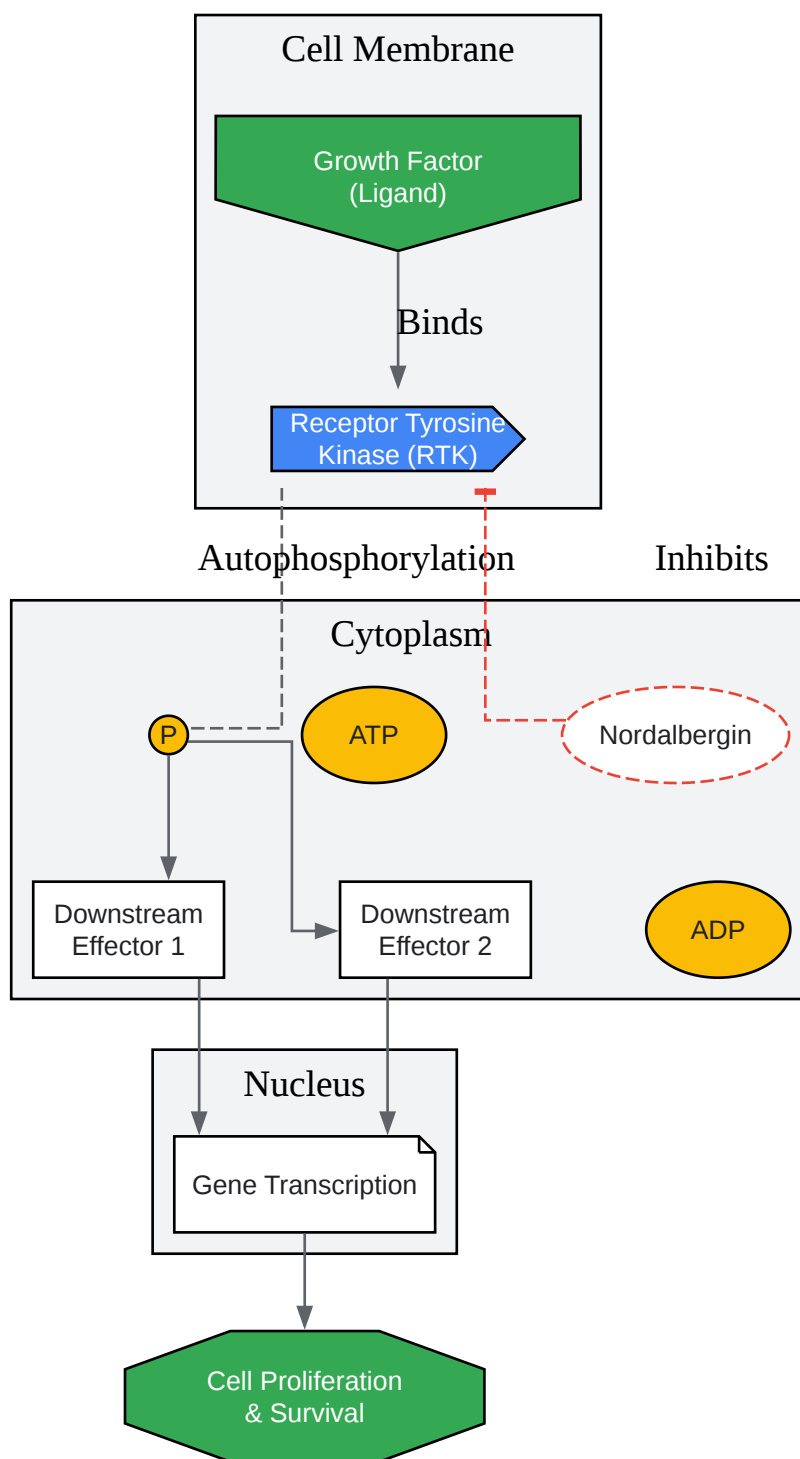 Cell Membrane
Growth Factor
(Ligand)
Binds
Receptor Tyrosine
Kinase (RTK)
Autophosphorylation
Inhibits
Cytoplasm
P
ATP
Nordalbergin
Downstream
Effector 1
Downstream
Effector 2
ADP
Nucleus
Gene Transcription
Cell Proliferation
& Survival